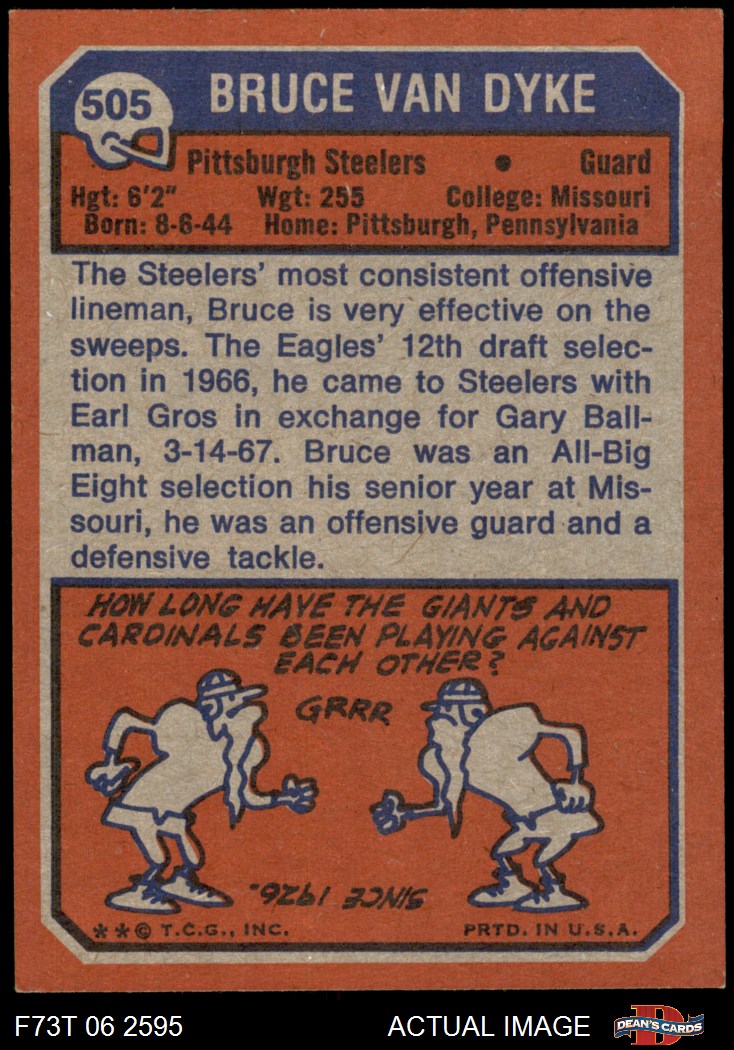 505
BRUCE VAN DYKE
Pittsburgh Steelers • Guard
Hgt: 6'2" Wgt: 255 College: Missouri
Born: 8-6-44 Home: Pittsburgh, Pennsylvania
The Steelers' most consistent offensive
lineman, Bruce is very effective on the
sweeps. The Eagles' 12th draft selec-
tion in 1966, he came to Steelers with
Earl Gros in exchange for Gary Ball-
man, 3-14-67. Bruce was an All-Big
Eight selection his senior year at Mis-
souri, he was an offensive guard and a
defensive tackle.
HOW LONG HAVE THE GIANTS AND
CARDINALS BEEN PLAYING AGAINST
EACH OTHER?
GRRR
SINCE 1926.
**© T.C.G., INC. PRTD. IN U.S.A.
F73T 06 2595 ACTUAL IMAGE
D
DEAN'S CARDS